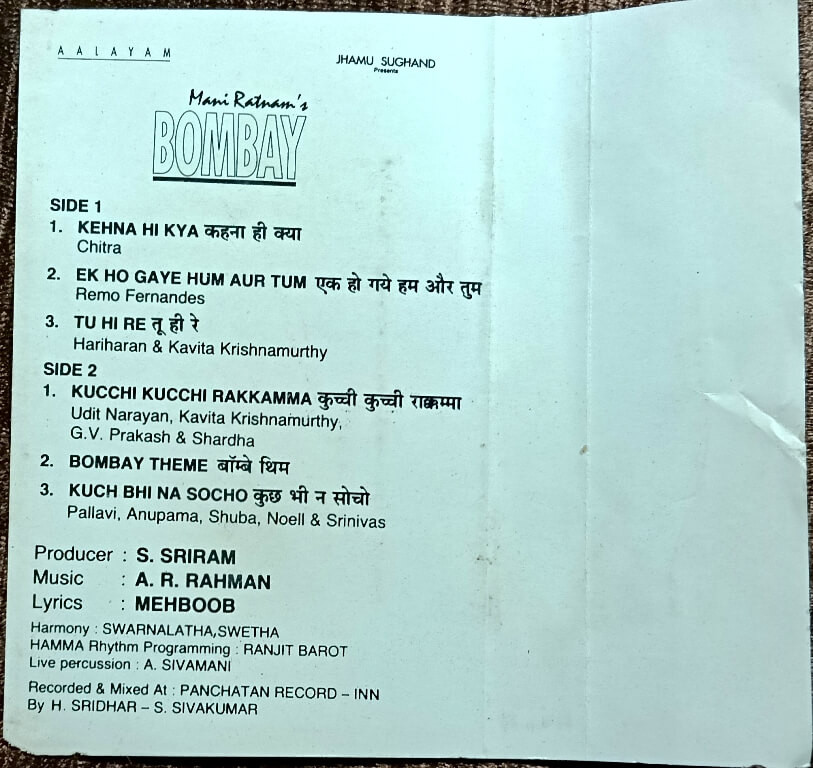 AALAYAM
JHAMU SUGHAND
Presents
Mani Ratnam's
BOMBAY
SIDE 1
1. KEHNA HI KYA कहना ही क्या
Chitra
2. EK HO GAYE HUM AUR TUM एक हो गये हम और तुम
Remo Fernandes
3. TU HI RE तू ही रे
Hariharan & Kavita Krishnamurthy
SIDE 2
1. KUCCHI KUCCHI RAKKAMMA कुच्ची कुच्ची राक्कम्मा
Udit Narayan, Kavita Krishnamurthy,
G.V. Prakash & Shardha
2. BOMBAY THEME बॉम्बे थिम
3. KUCH BHI NA SOCHO कुछ भी न सोचो
Pallavi, Anupama, Shuba, Noell & Srinivas
Producer : S. SRIRAM
Music : A. R. RAHMAN
Lyrics : MEHBOOB
Harmony : SWARNALATHA,SWETHA
HAMMA Rhythm Programming : RANJIT BAROT
Live percussion : A. SIVAMANI
Recorded & Mixed At : PANCHATAN RECORD – INN
By H. SRIDHAR – S. SIVAKUMAR